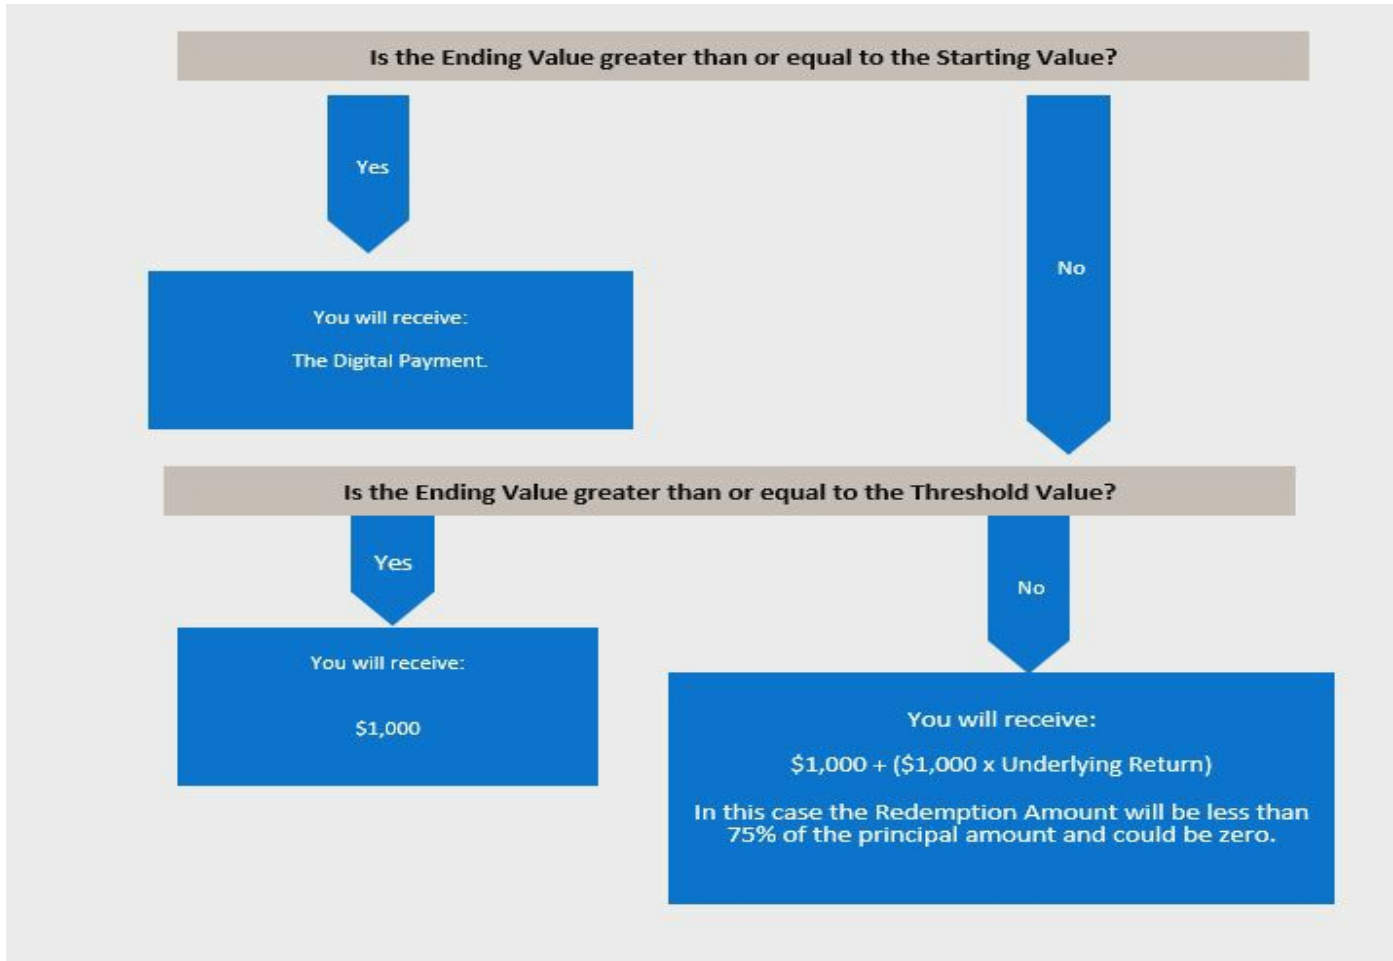 Is the Ending Value greater than or equal to the Starting Value?
Yes
No
You will receive:
The Digital Payment.
Is the Ending Value greater than or equal to the Threshold Value?
Yes
No
You will receive:
$1,000
You will receive:
$1,000 + ($1,000 x Underlying Return)
In this case the Redemption Amount will be less than
75% of the principal amount and could be zero.